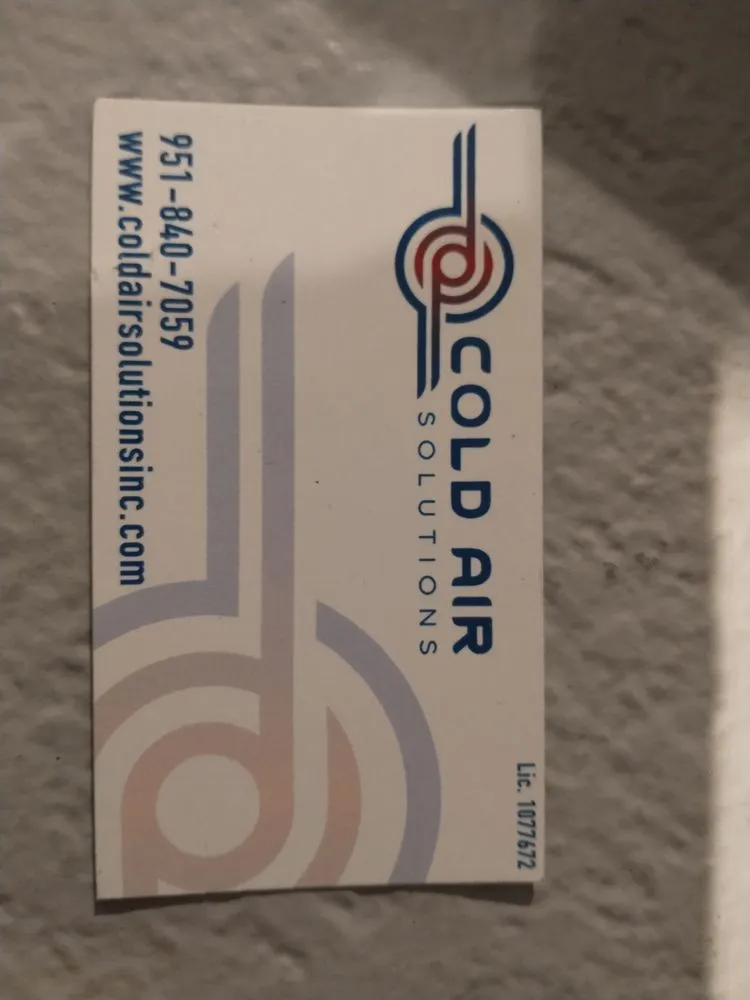 Lic. 1077672
COLD AIR
SOLUTIONS
951-840-7059
www.coldairsolutionsinc.com